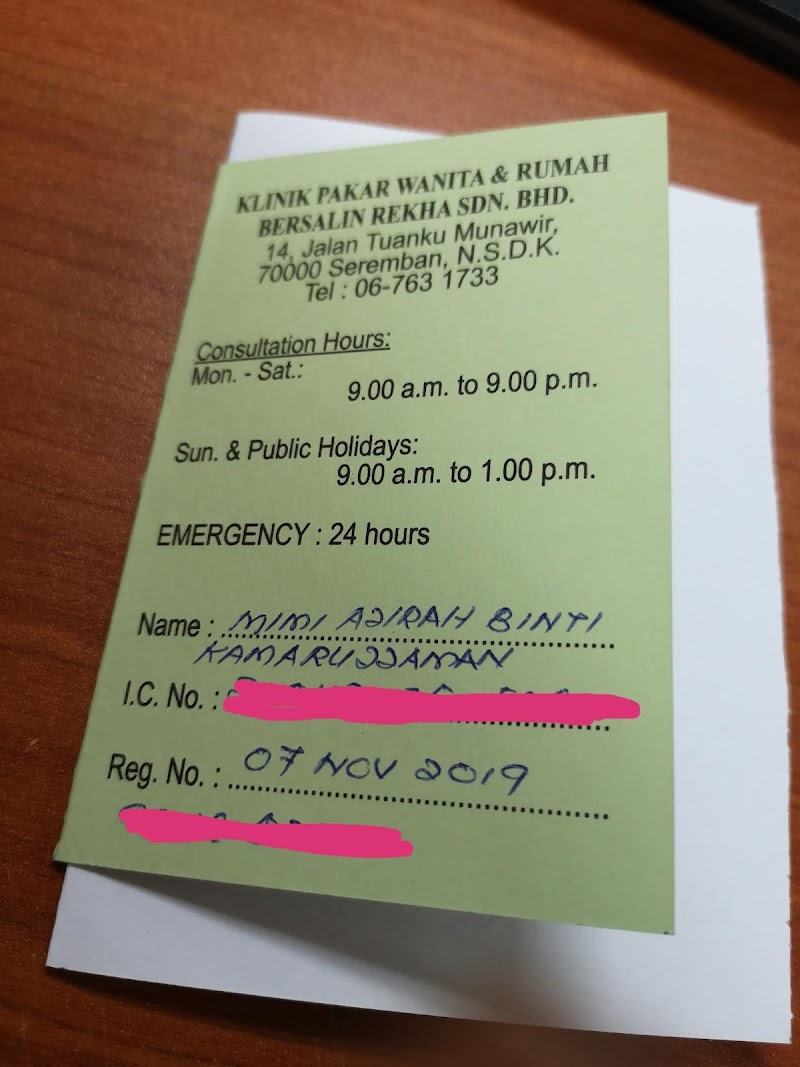 KLINIK PAKAR WANITA & RUMAH
BERSALIN REKHA SDN. BHD.
14, Jalan Tuanku Munawir,
70000 Seremban, N.S.D.K.
Tel : 06-763 1733
Consultation Hours:
Mon. - Sat.:
9.00 a.m. to 9.00 p.m.
Sun. & Public Holidays:
9.00 a.m. to 1.00 p.m.
EMERGENCY : 24 hours
Name : MIMI AZIRAH BINTI
KAMARUZZAMAN
I.C. No. :
Reg. No. : 07 NOV 2019